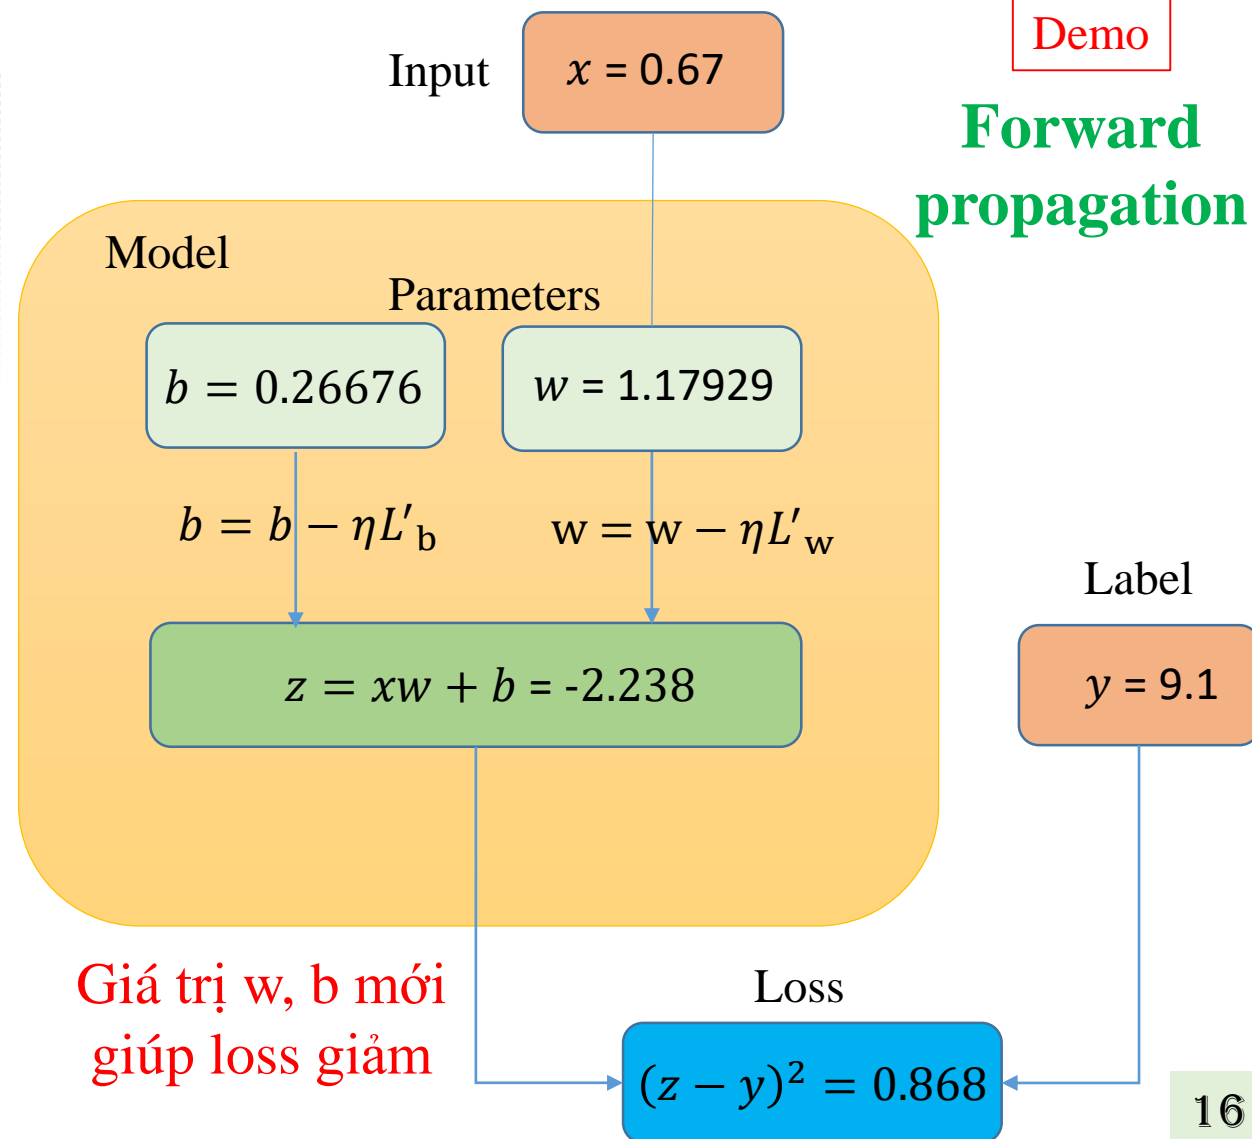 Demo
Input
x = 0.67
Forward
propagation
Model
Parameters
b = 0.26676
w = 1.17929
b = b − ηL′b
w = w − ηL′w
Label
z = xw + b = -2.238
y = 9.1
Giá trị w, b mới
giúp loss giảm
Loss
(z − y)² = 0.868
16